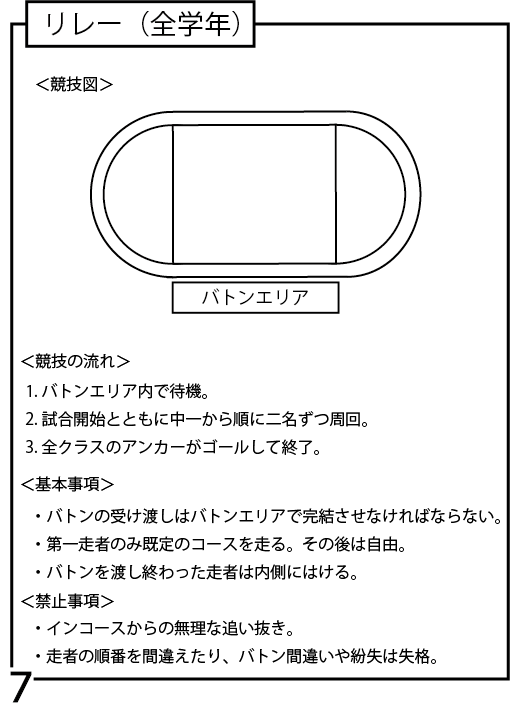 リレー（全学年）
＜競技図＞
バトンエリア
＜競技の流れ＞
1. バトンエリア内で待機。
2. 試合開始とともに中一から順に二名ずつ周回。
3. 全クラスのアンカーがゴールして終了。
＜基本事項＞
・バトンの受け渡しはバトンエリアで完結させなければならない。
・第一走者のみ既定のコースを走る。その後は自由。
・バトンを渡し終わった走者は内側にはける。
＜禁止事項＞
・インコースからの無理な追い抜き。
・走者の順番を間違えたり、バトン間違いや紛失は失格。
7